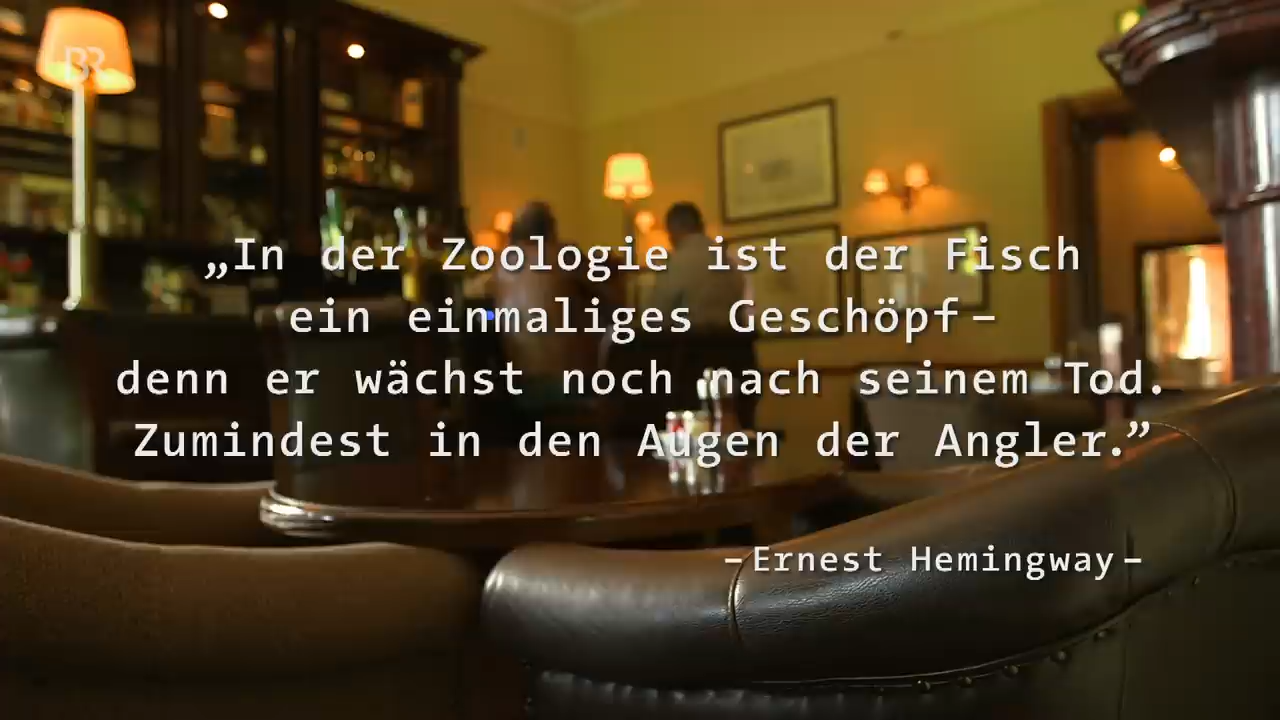 BR
„In der Zoologie ist der Fisch
ein einmaliges Geschöpf –
denn er wächst noch nach seinem Tod.
Zumindest in den Augen der Angler.”
– Ernest Hemingway –